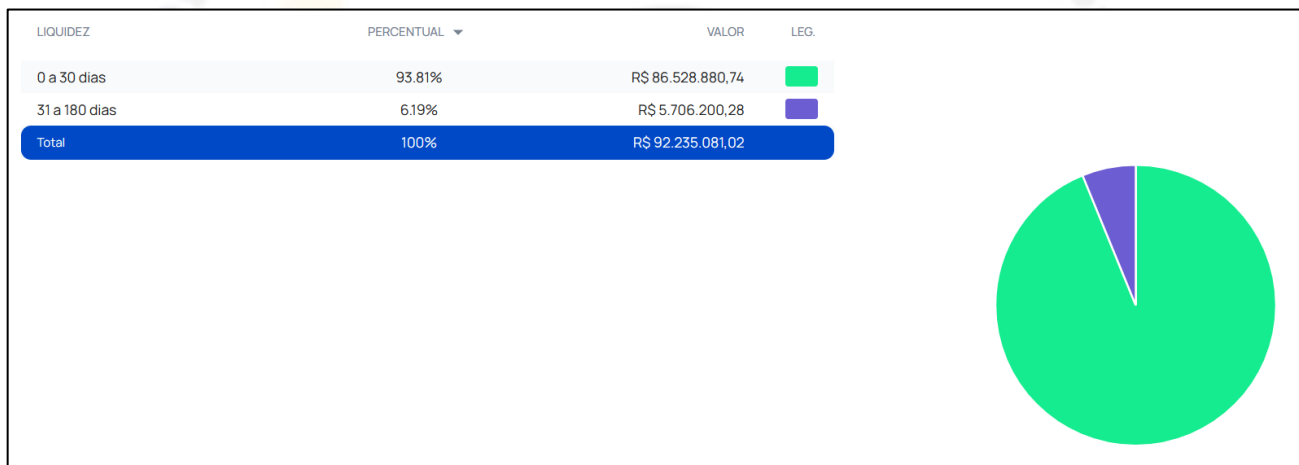 LIQUIDEZ PERCENTUAL VALOR LEG.
0 a 30 dias 93.81% R$ 86.528.880,74
31 a 180 dias 6.19% R$ 5.706.200,28
Total 100% R$ 92.235.081,02